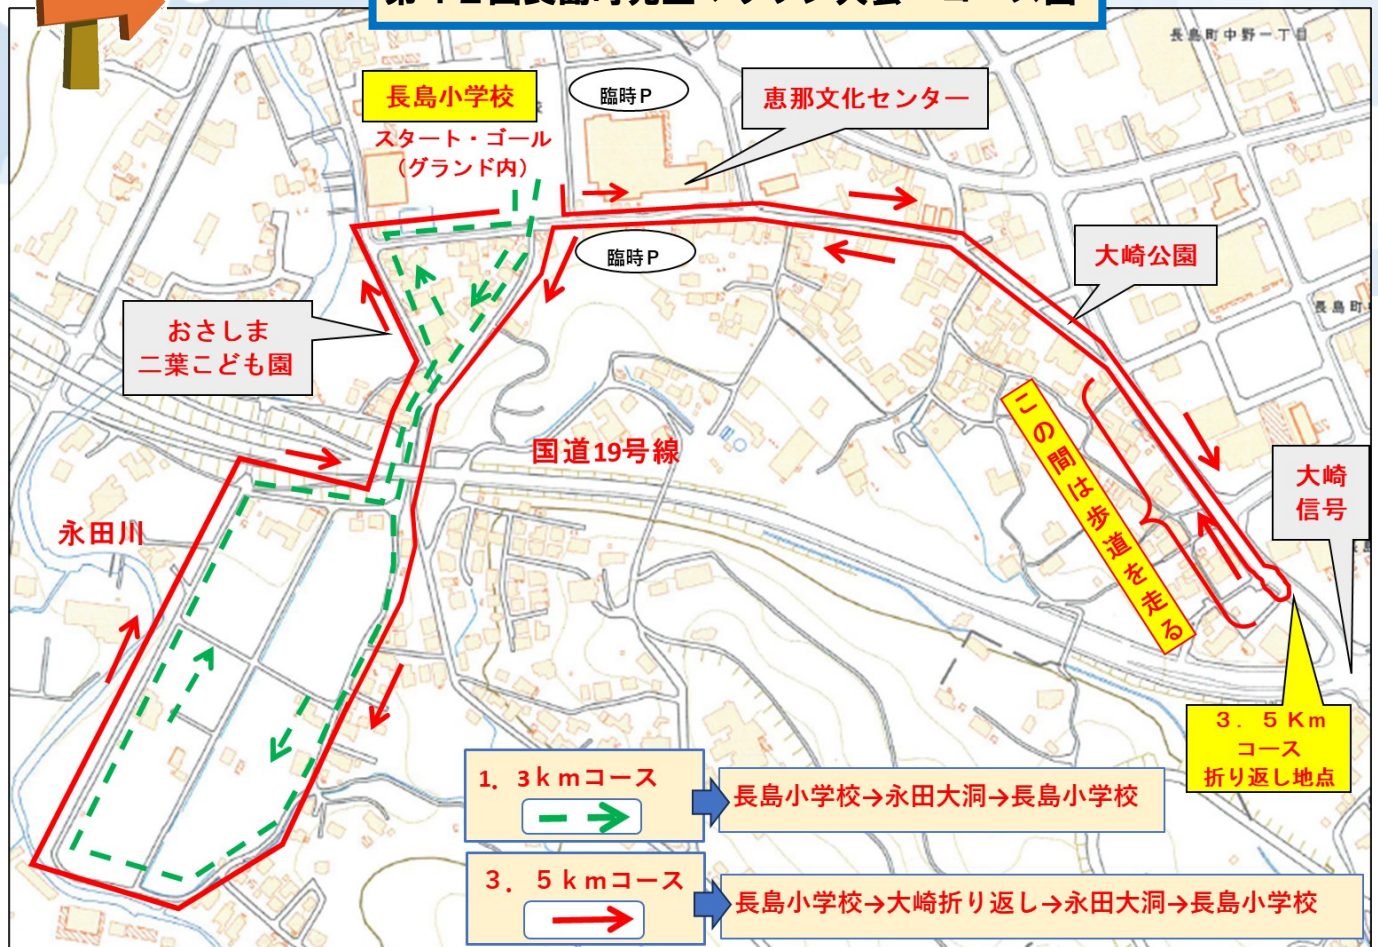 長島町中野一丁目
長島小学校
スタート・ゴール
（グランド内）
臨時P
恵那文化センター
臨時P
大崎公園
長島町
おさしま
二葉こども園
国道19号線
この間は歩道を走る
大崎
信号
永田川
3．5Km
コース
折り返し地点
1．3kmコース
長島小学校→永田大洞→長島小学校
3．5kmコース
長島小学校→大崎折り返し→永田大洞→長島小学校